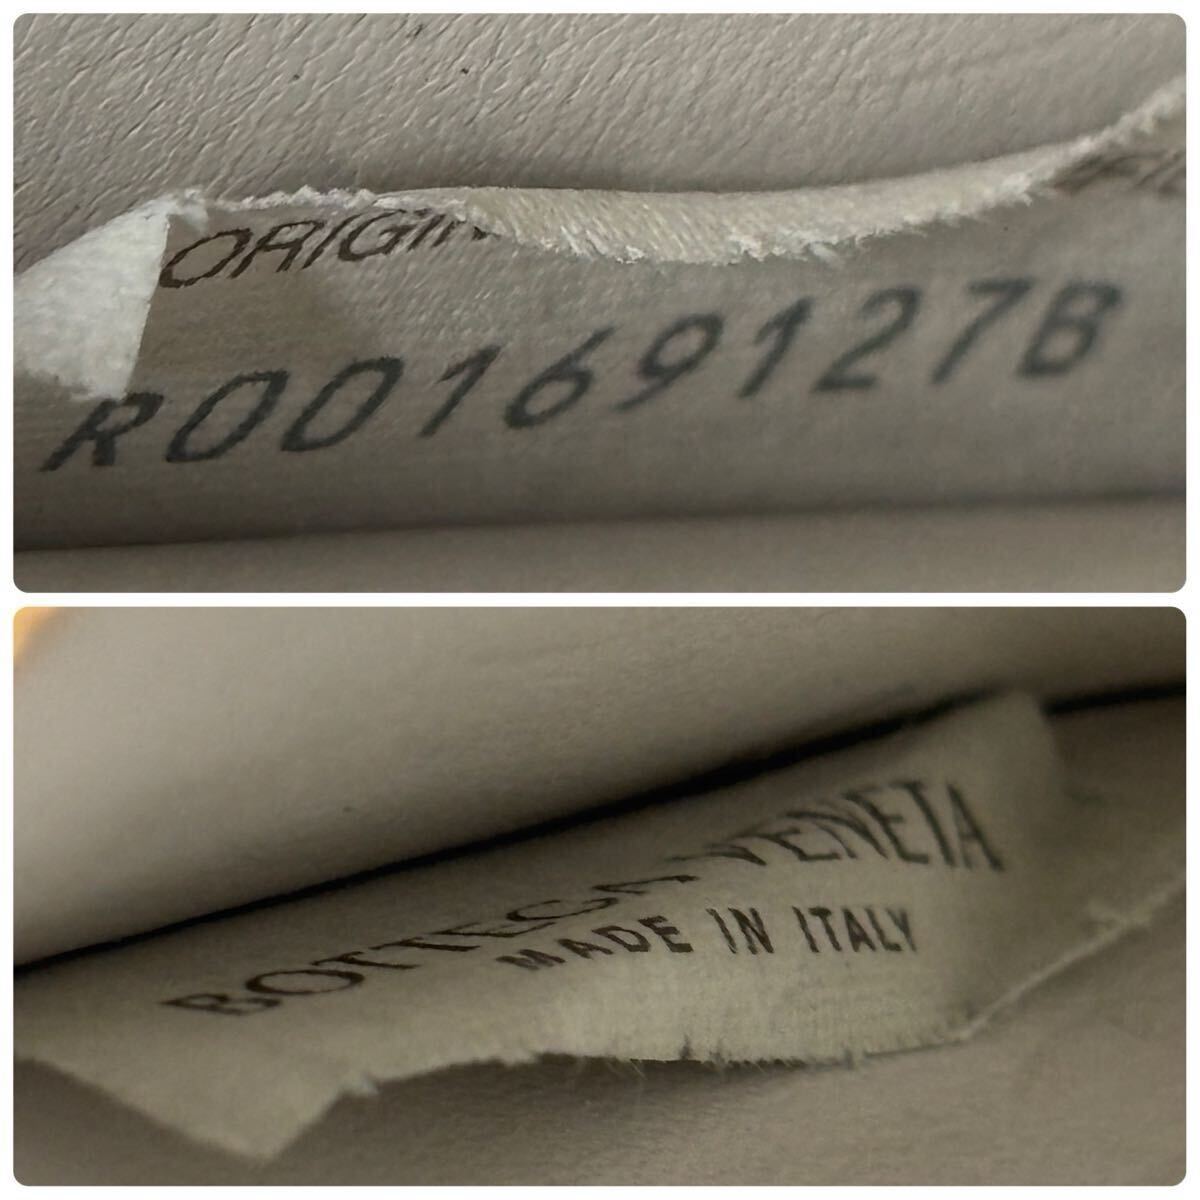 ORIGIN
R00169127B
BOTTEGA VENETA
MADE IN ITALY